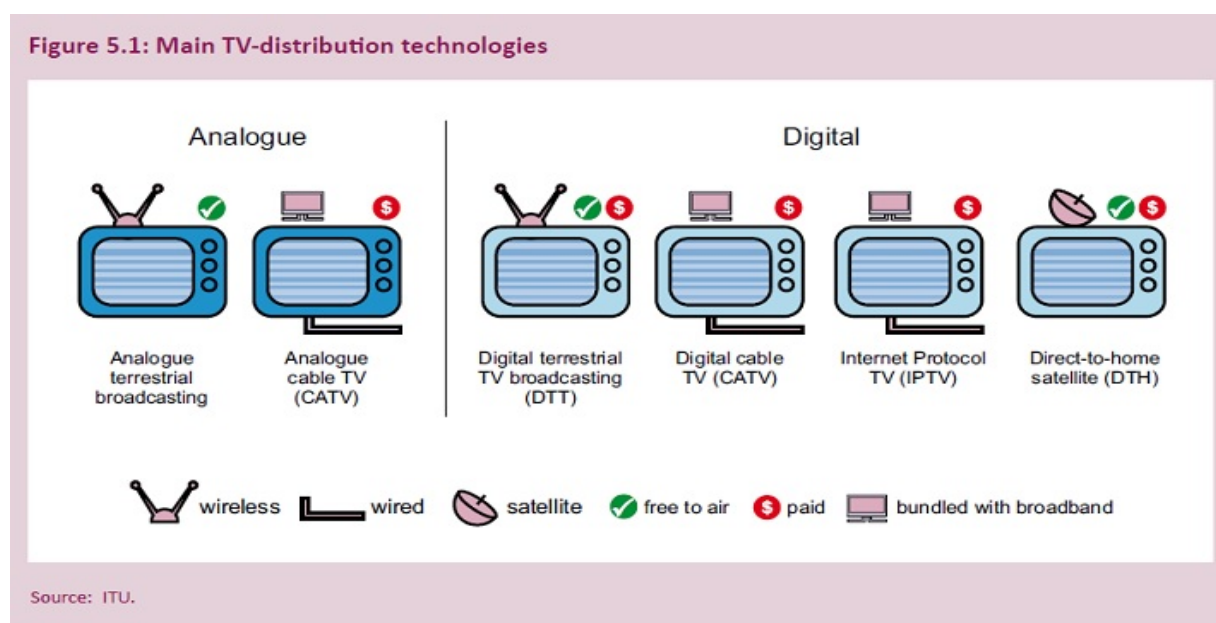 Figure 5.1: Main TV-distribution technologies
Analogue
Digital
$
$
$
$
$
$
Analogue
terrestrial
broadcasting
Analogue
cable TV
(CATV)
Digital terrestrial
TV broadcasting
(DTT)
Digital cable
TV (CATV)
Internet Protocol
TV (IPTV)
Direct-to-home
satellite (DTH)
wireless
wired
satellite
free to air
$ paid
bundled with broadband
Source: ITU.